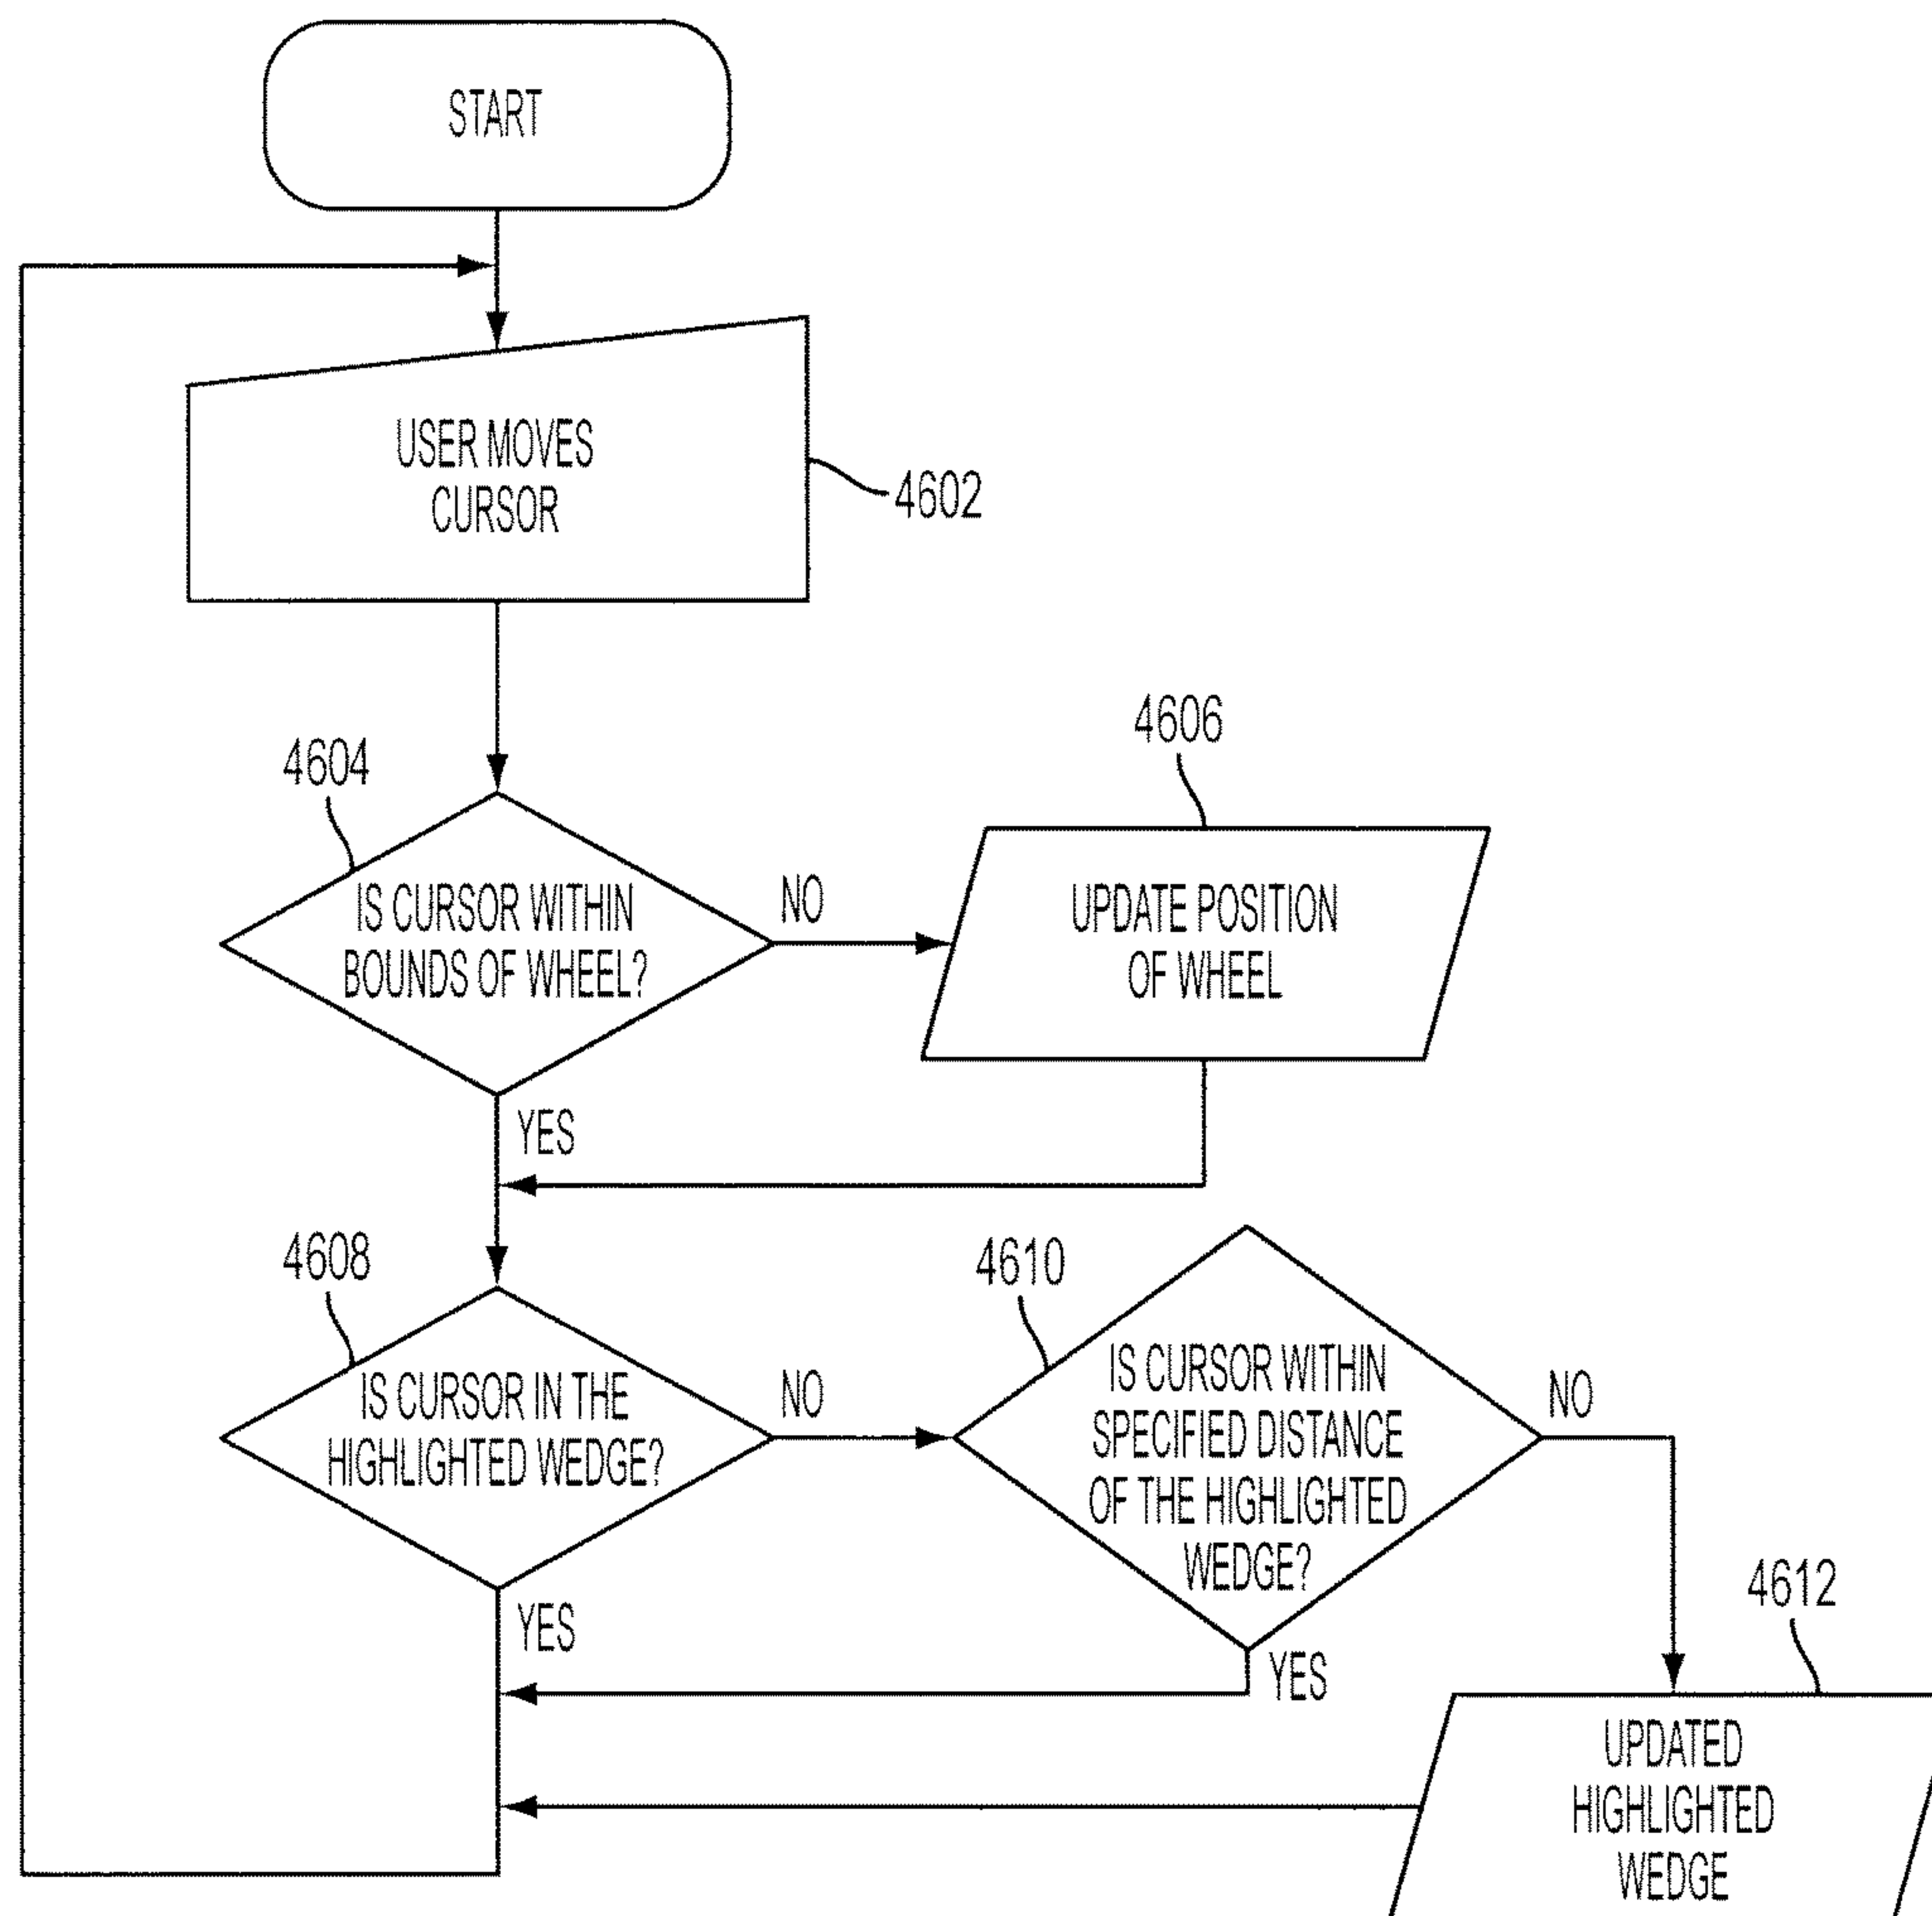 START
USER MOVES
CURSOR
4602
4604
IS CURSOR WITHIN
BOUNDS OF WHEEL?
NO
YES
4606
UPDATE POSITION
OF WHEEL
4608
IS CURSOR IN THE
HIGHLIGHTED WEDGE?
NO
YES
4610
IS CURSOR WITHIN
SPECIFIED DISTANCE
OF THE HIGHLIGHTED
WEDGE?
NO
YES
4612
UPDATED
HIGHLIGHTED
WEDGE